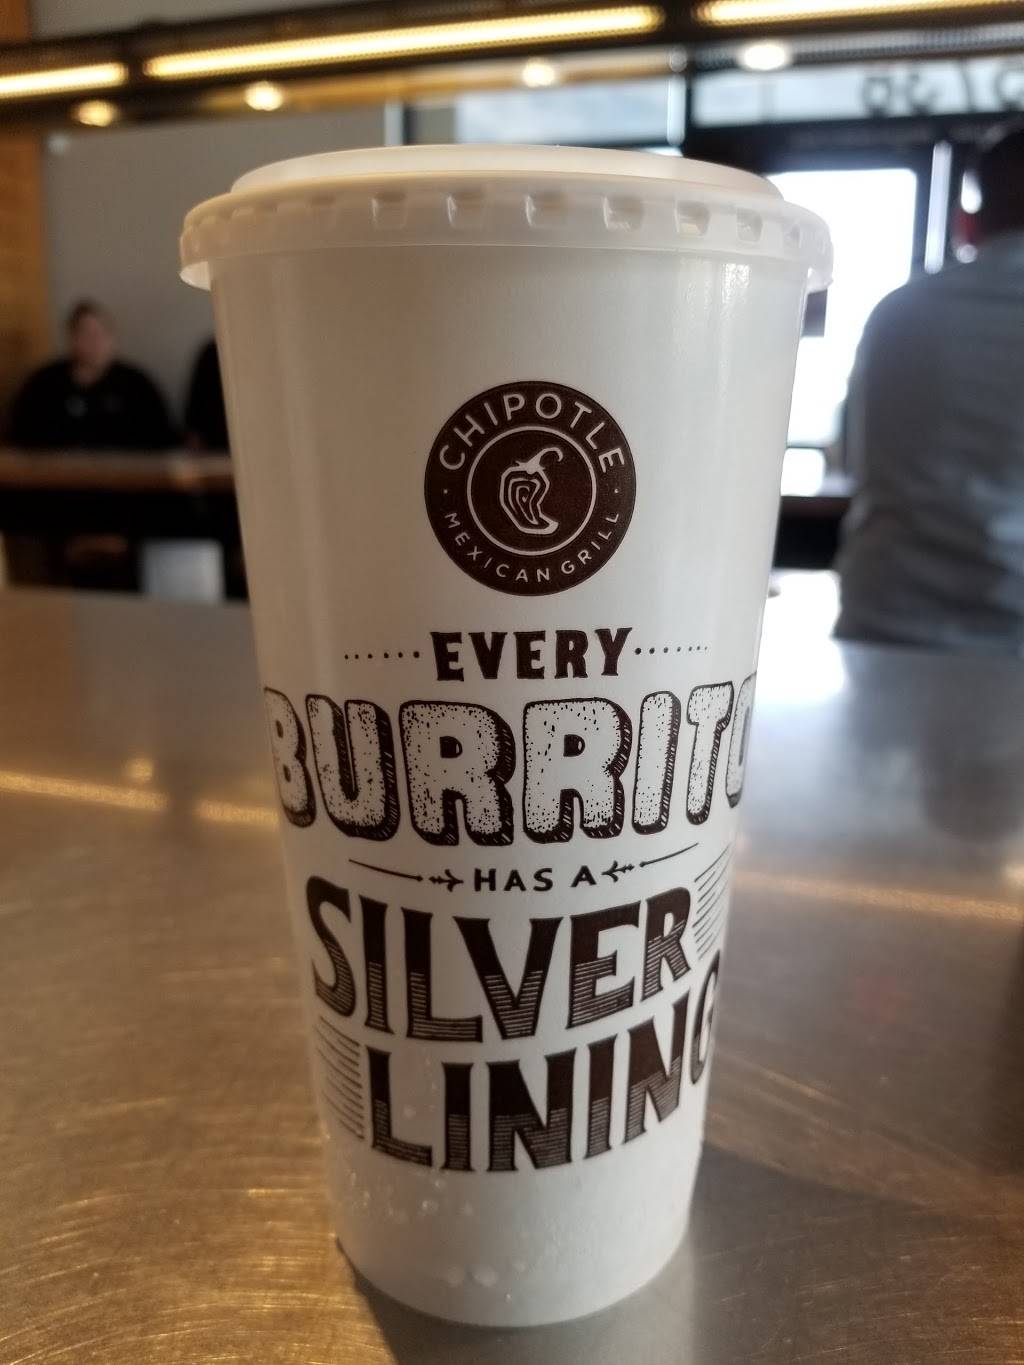 CHIPOTLE
MEXICAN GRILL
EVERY
BURRITO
HAS A
SILVER
LINING